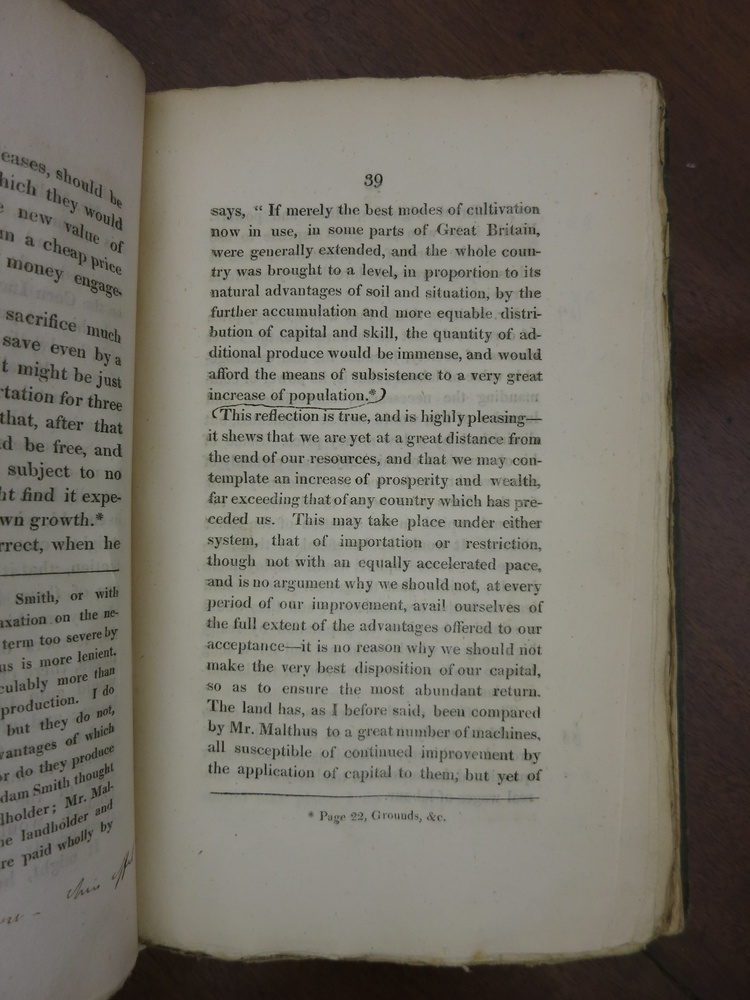 eases, should be
hich they would
new value of
a cheap price
money engage-
sacrifice much
save even by a
t might be just
rtation for three
that, after that
d be free, and
subject to no
ht find it expe-
wn growth.*
rrect, when he
Smith, or with
axation on the ne-
term too severe by
us is more lenient.
culably more than
production. I do
but they do not,
vantages of which
or do they produce
dam Smith thought
dholder; Mr. Mal-
he landholder and
re paid wholly by
39
says, “ If merely the best modes of cultivation
now in use, in some parts of Great Britain,
were generally extended, and the whole coun-
try was brought to a level, in proportion to its
natural advantages of soil and situation, by the
further accumulation and more equable distri-
bution of capital and skill, the quantity of ad-
ditional produce would be immense, and would
afford the means of subsistence to a very great
increase of population.*
This reflection is true, and is highly pleasing—
it shews that we are yet at a great distance from
the end of our resources, and that we may con-
template an increase of prosperity and wealth,
far exceeding that of any country which has pre-
ceded us. This may take place under either
system, that of importation or restriction,
though not with an equally accelerated pace,
and is no argument why we should not, at every
period of our improvement, avail ourselves of
the full extent of the advantages offered to our
acceptance—it is no reason why we should not
make the very best disposition of our capital,
so as to ensure the most abundant return.
The land has, as I before said, been compared
by Mr. Malthus to a great number of machines,
all susceptible of continued improvement by
the application of capital to them, but yet of
* Page 22, Grounds, &c.